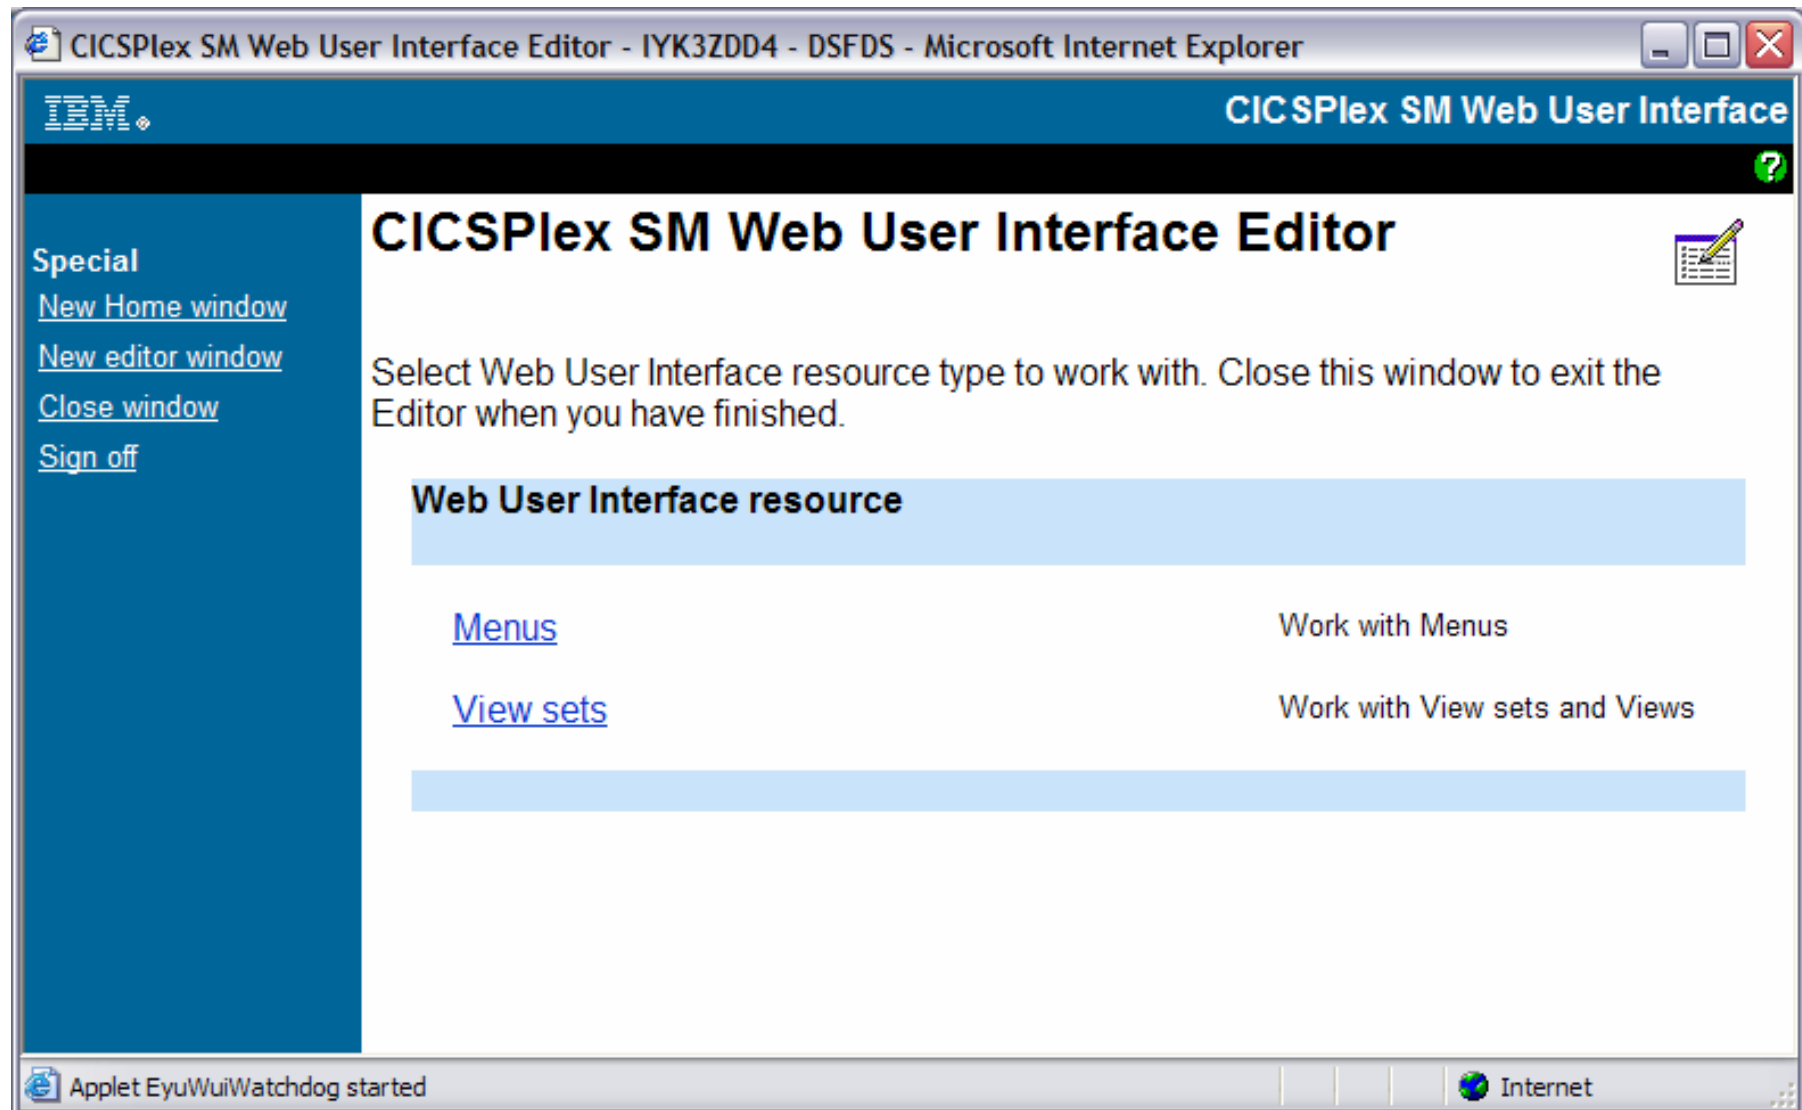 CICSPlex SM Web User Interface Editor - IYK3ZDD4 - DSFDS - Microsoft Internet Explorer
IBM
CICSPlex SM Web User Interface
?
Special
New Home window
New editor window
Close window
Sign off
CICSPlex SM Web User Interface Editor
Select Web User Interface resource type to work with. Close this window to exit the
Editor when you have finished.
Web User Interface resource
Menus
Work with Menus
View sets
Work with View sets and Views
Applet EyuWuiWatchdog started
Internet